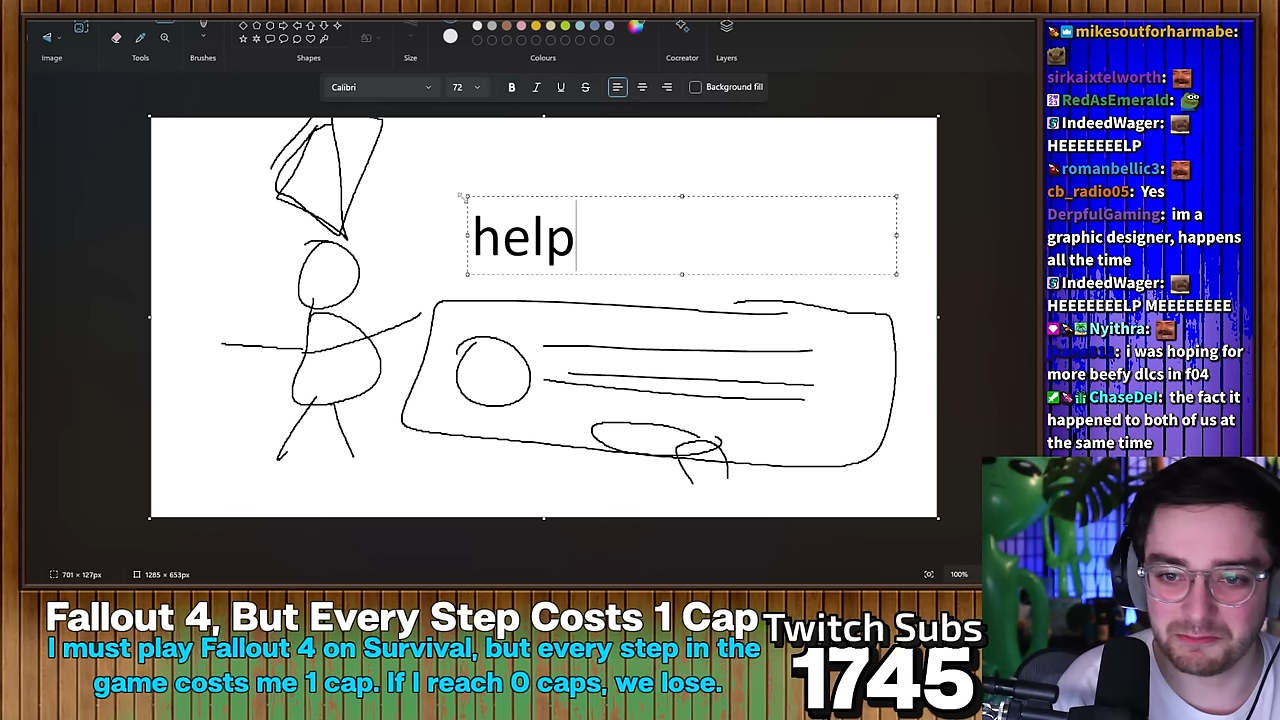 Image
Tools
Brushes
Shapes
Size
Colours
Cocreator
Layers
Calibri
72
B
I
U
S
Background fill
help
701 × 127px
1285 × 653px
100%
mikesoutforharmabe:
sirkaixtelworth:
RedAsEmerald:
IndeedWager:
HEEEEEEELP
romanbellic3:
cb_radio05: Yes
DerpfulGaming: im a
graphic designer, happens
all the time
IndeedWager:
HEEEEEEELP MEEEEEEEE
Nyithra:
i was hoping for
more beefy dlcs in fo4
ChaseDeI: the fact it
happened to both of us at
the same time
Fallout 4, But Every Step Costs 1 Cap
I must play Fallout 4 on Survival, but every step in the
game costs me 1 cap. If I reach 0 caps, we lose.
Twitch Subs
1745